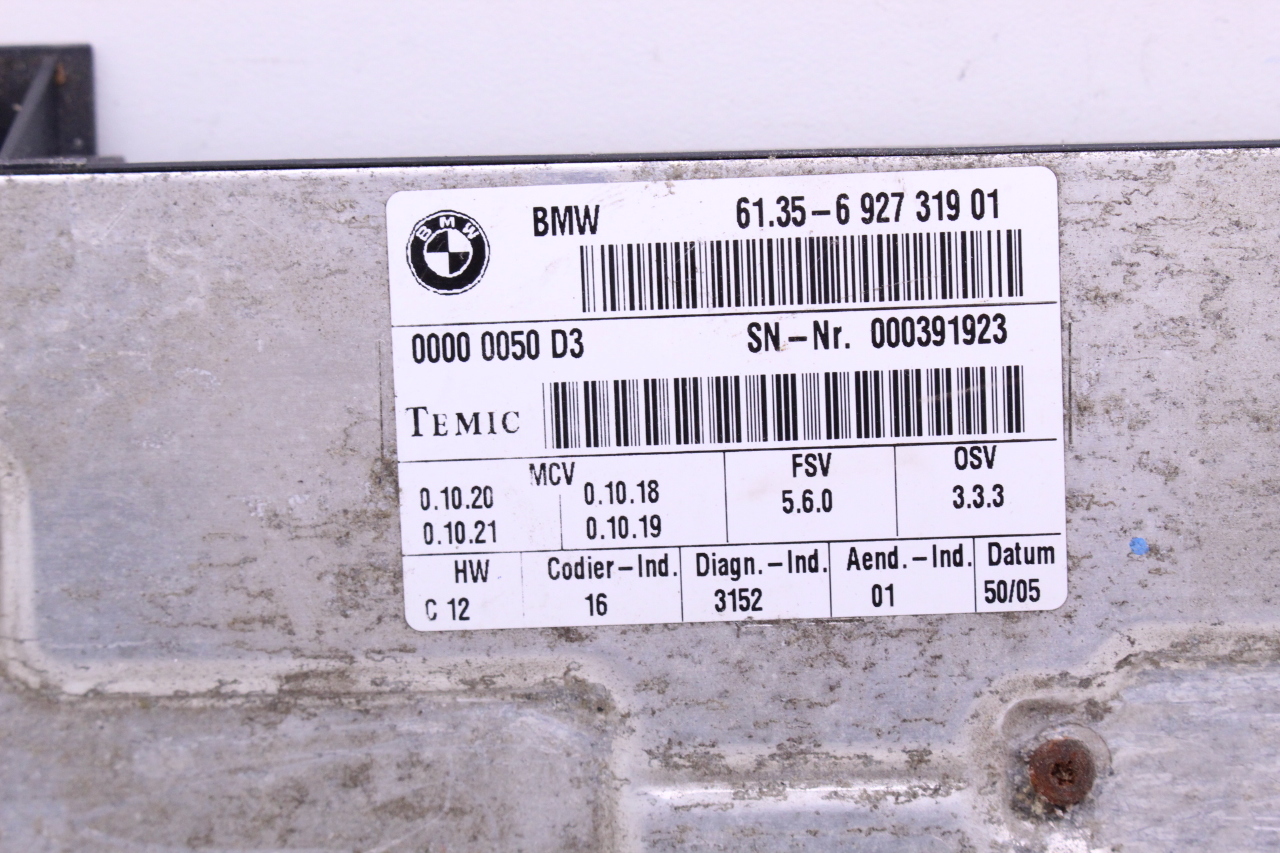 BMW
BMW 61.35-6 927 319 01
0000 0050 D3 SN-Nr. 000391923
TEMIC
MCV FSV OSV
0.10.20 0.10.18 5.6.0 3.3.3
0.10.21 0.10.19
HW Codier-Ind. Diagn.-Ind. Aend.-Ind. Datum
C 12 16 3152 01 50/05